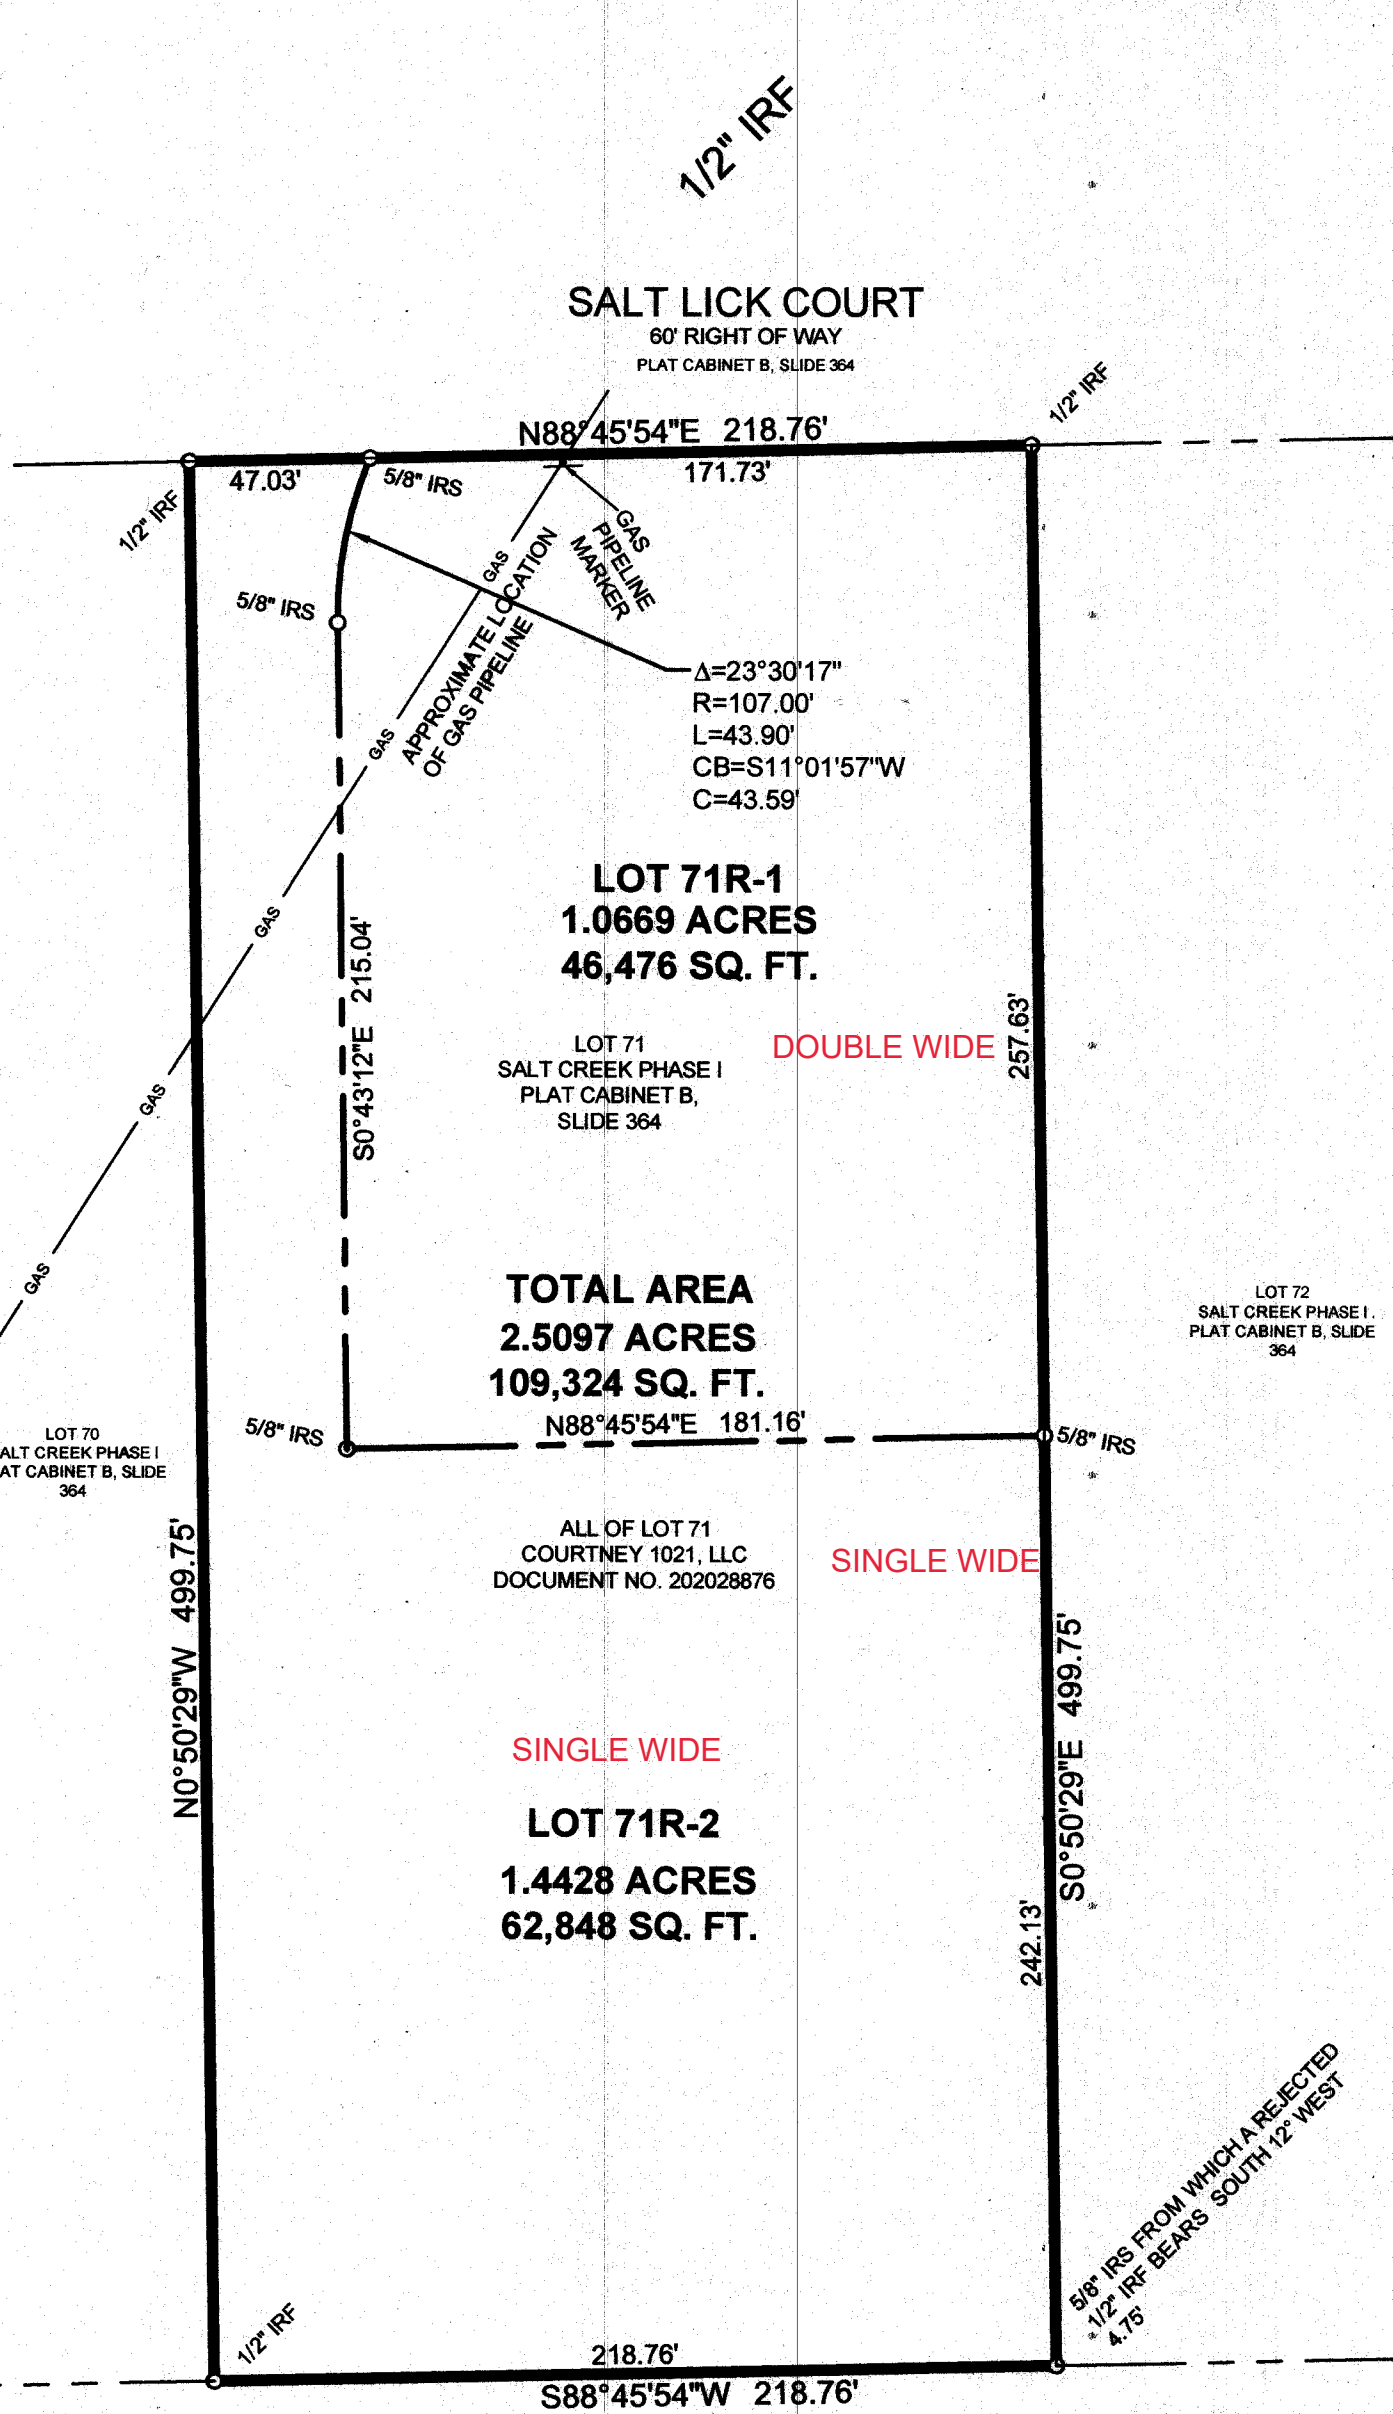 1/2" IRF
SALT LICK COURT
60' RIGHT OF WAY
PLAT CABINET B, SLIDE 364
1/2" IRF
N88°45'54"E 218.76'
47.03'
5/8" IRS
171.73'
1/2" IRF
GAS
PIPELINE
MARKER
GAS
APPROXIMATE LOCATION
OF GAS PIPELINE
5/8" IRS
Δ=23°30'17"
R=107.00'
L=43.90'
CB=S11°01'57"W
C=43.59'
GAS
LOT 71R-1
1.0669 ACRES
46,476 SQ. FT.
GAS
S0°43'12"E 215.04'
LOT 71
SALT CREEK PHASE I
PLAT CABINET B,
SLIDE 364
DOUBLE WIDE
257.63'
GAS
GAS
TOTAL AREA
2.5097 ACRES
109,324 SQ. FT.
LOT 72
SALT CREEK PHASE I
PLAT CABINET B, SLIDE
364
N88°45'54"E 181.16'
5/8" IRS
5/8" IRS
LOT 70
ALT CREEK PHASE I
AT CABINET B, SLIDE
364
ALL OF LOT 71
COURTNEY 1021, LLC
DOCUMENT NO. 202028876
SINGLE WIDE
N0°50'29"W 499.75'
S0°50'29"E 499.75'
SINGLE WIDE
LOT 71R-2
1.4428 ACRES
62,848 SQ. FT.
242.13'
5/8" IRS FROM WHICH A REJECTED
1/2" IRF BEARS SOUTH 12° WEST
4.75'
1/2" IRF
218.76'
S88°45'54"W 218.76'